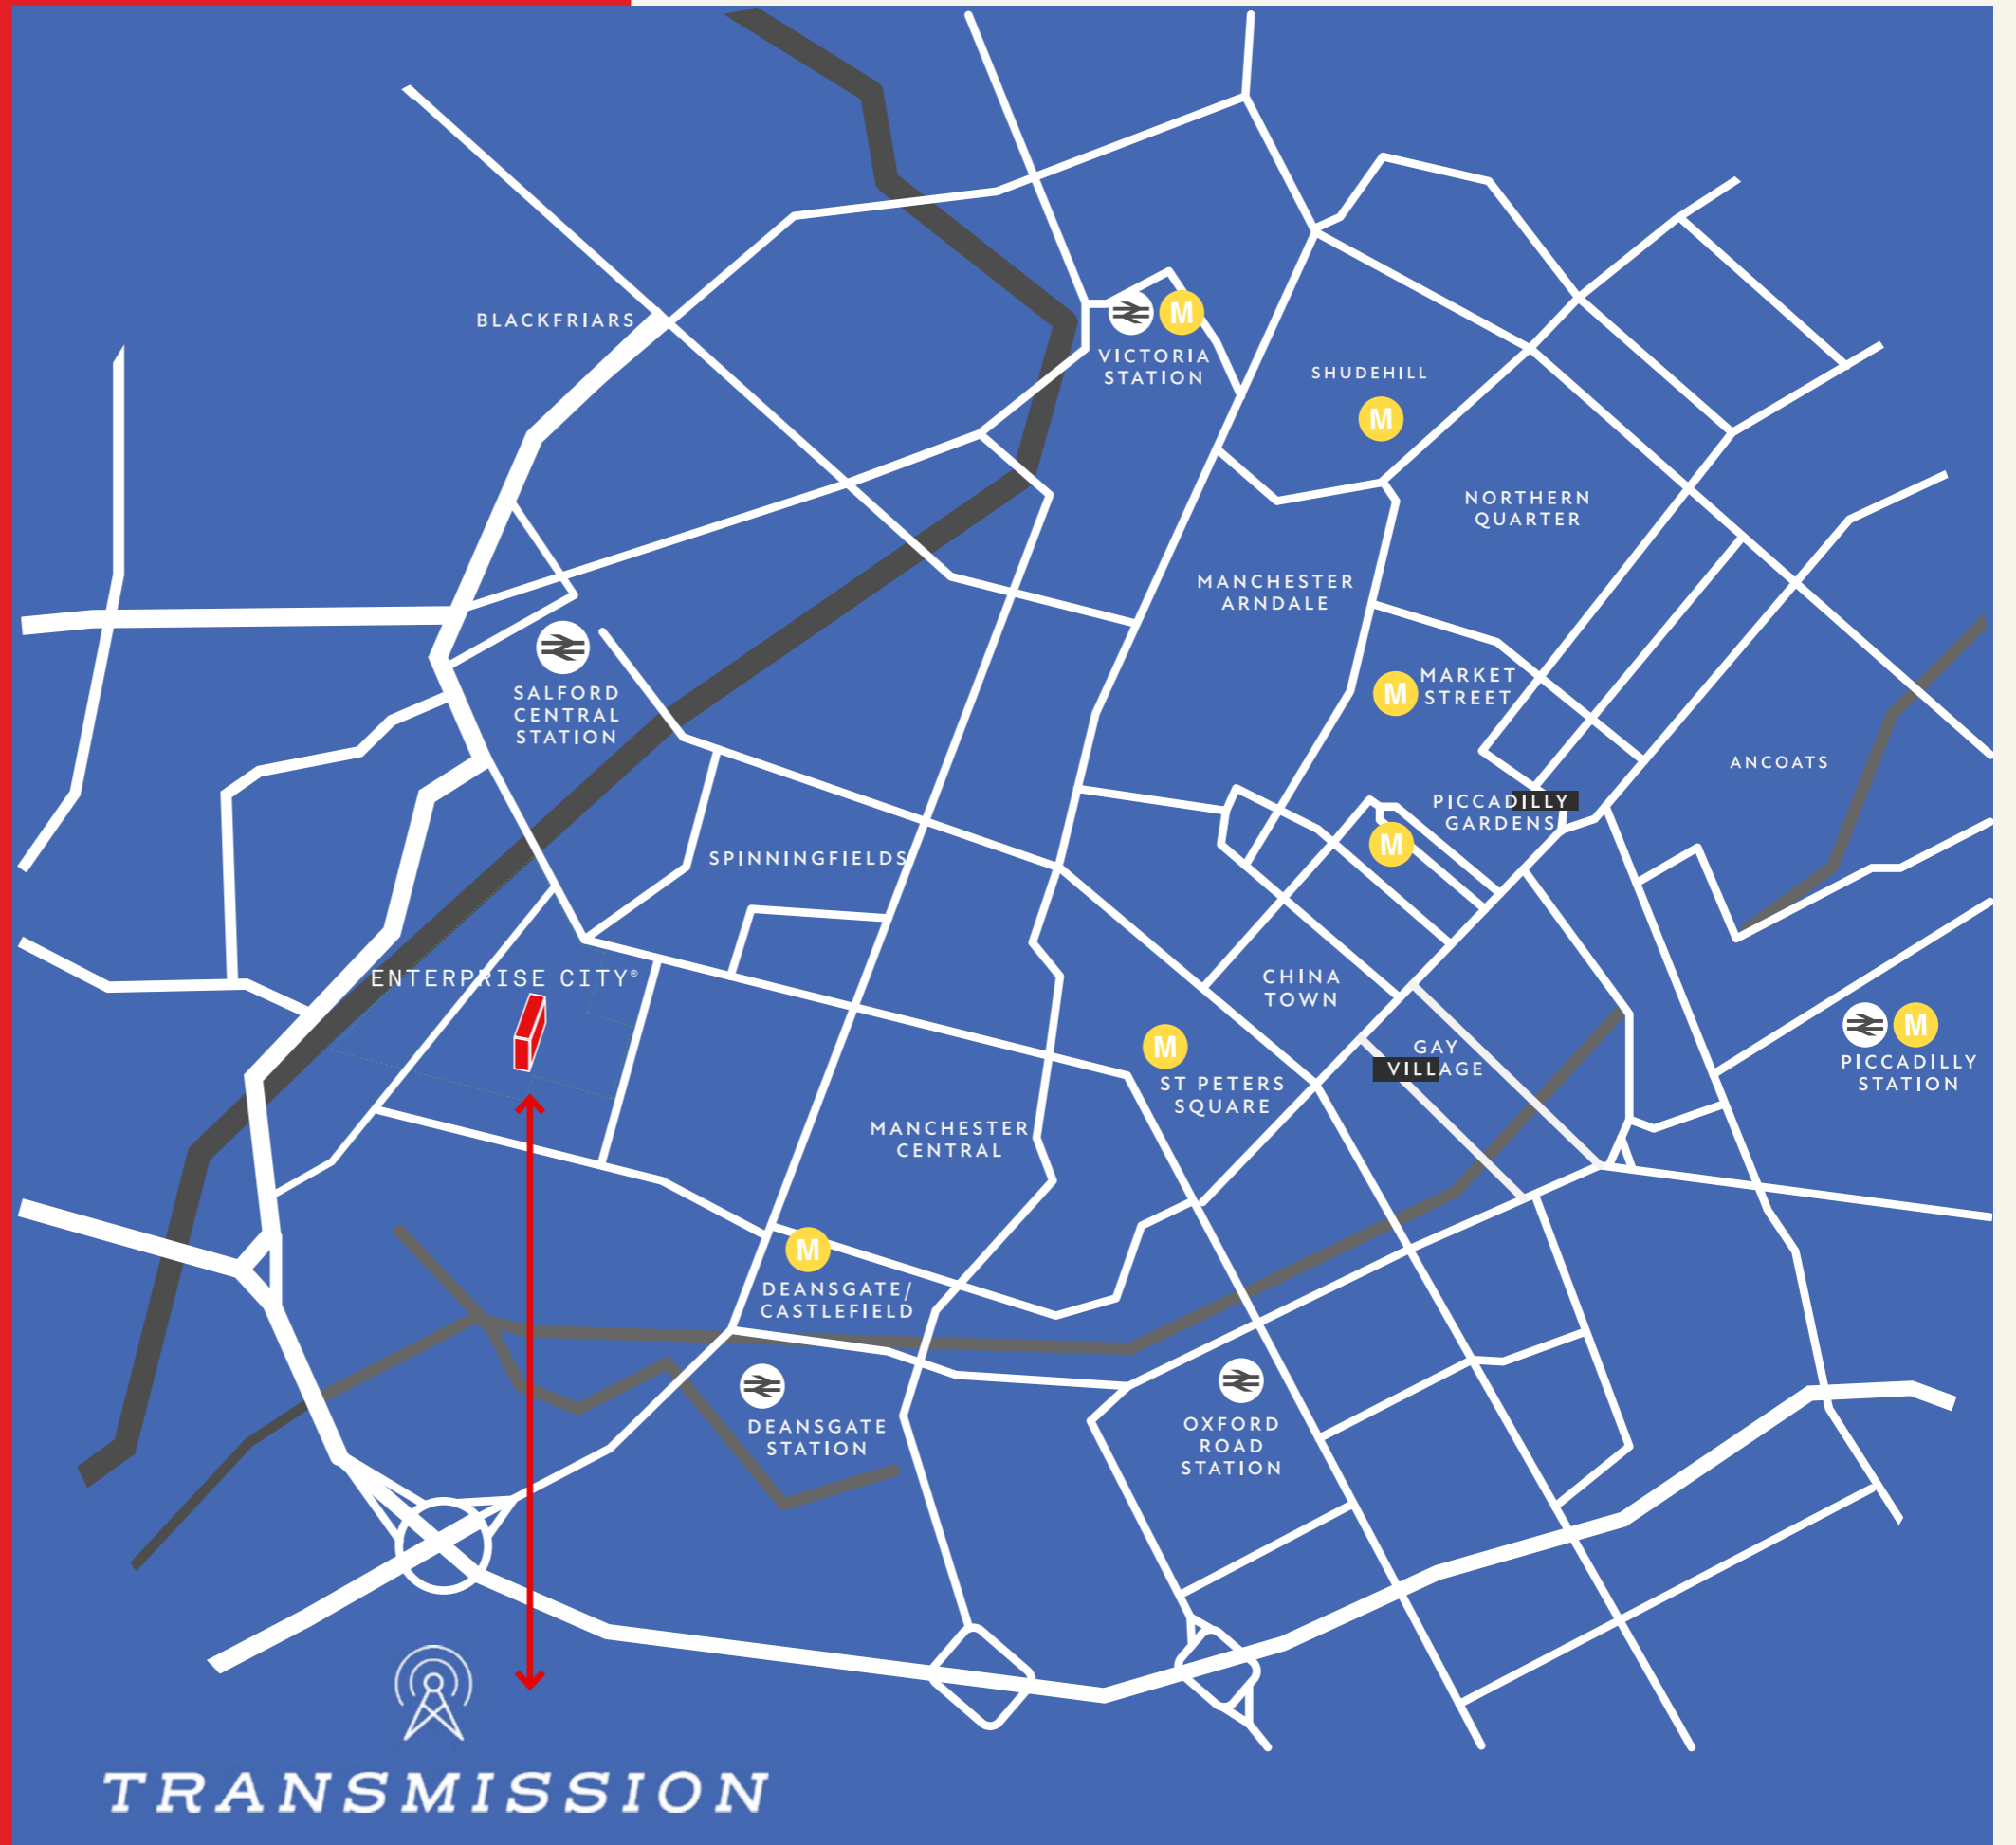 BLACKFRIARS
M
VICTORIA
STATION
SHUDEHILL
M
NORTHERN
QUARTER
MANCHESTER
ARNDALE
SALFORD
CENTRAL
STATION
M
MARKET
STREET
ANCOATS
PICCADILLY
GARDENS
M
SPINNINGFIELDS
ENTERPRISE CITY®
CHINA
TOWN
M
ST PETERS
SQUARE
GAY
VILLAGE
M
PICCADILLY
STATION
MANCHESTER
CENTRAL
M
DEANSGATE/
CASTLEFIELD
DEANSGATE
STATION
OXFORD
ROAD
STATION
TRANSMISSION